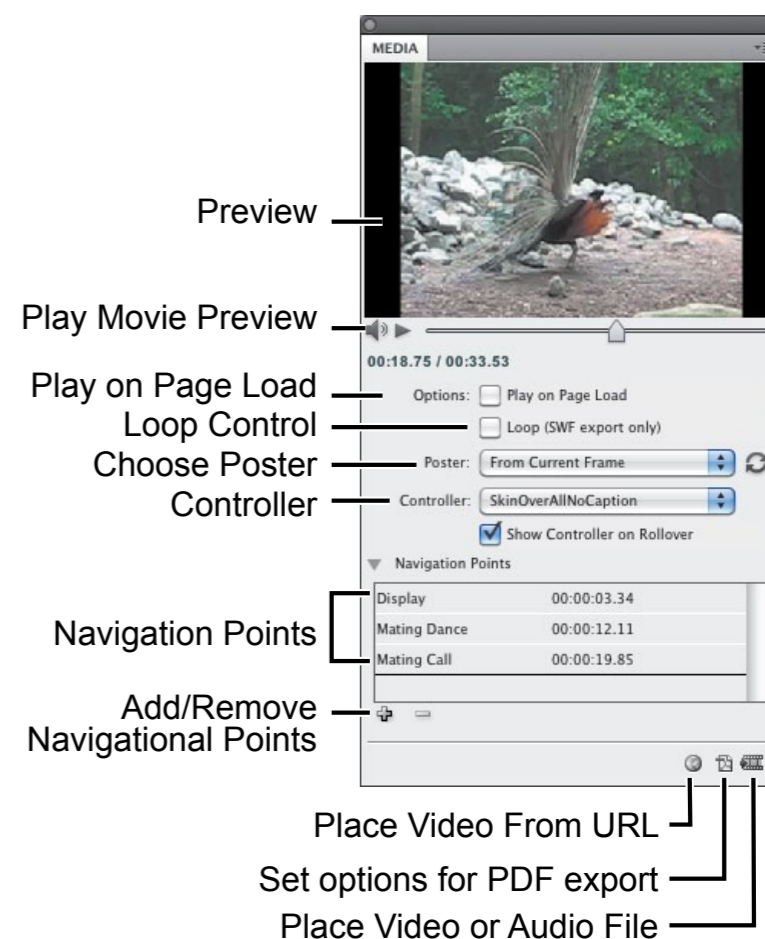 MEDIA
Preview
Play Movie Preview
00:18.75 / 00:33.53
Play on Page Load
Options: Play on Page Load
Loop Control
Loop (SWF export only)
Choose Poster
Poster: From Current Frame
Controller
Controller: SkinOverAllNoCaption
Show Controller on Rollover
Navigation Points
Display 00:00:03.34
Navigation Points
Mating Dance 00:00:12.11
Mating Call 00:00:19.85
Add/Remove
Navigational Points
Place Video From URL
Set options for PDF export
Place Video or Audio File